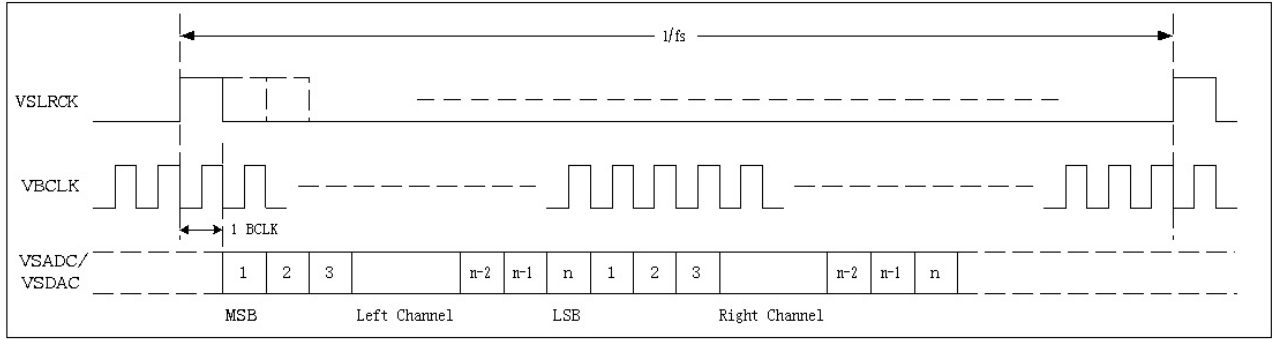 1/fs
VSLRCK
VBCLK
1 BCLK
VSADC/
VSDAC
1 2 3 n-2 n-1 n 1 2 3 n-2 n-1 n
MSB Left Channel LSB Right Channel